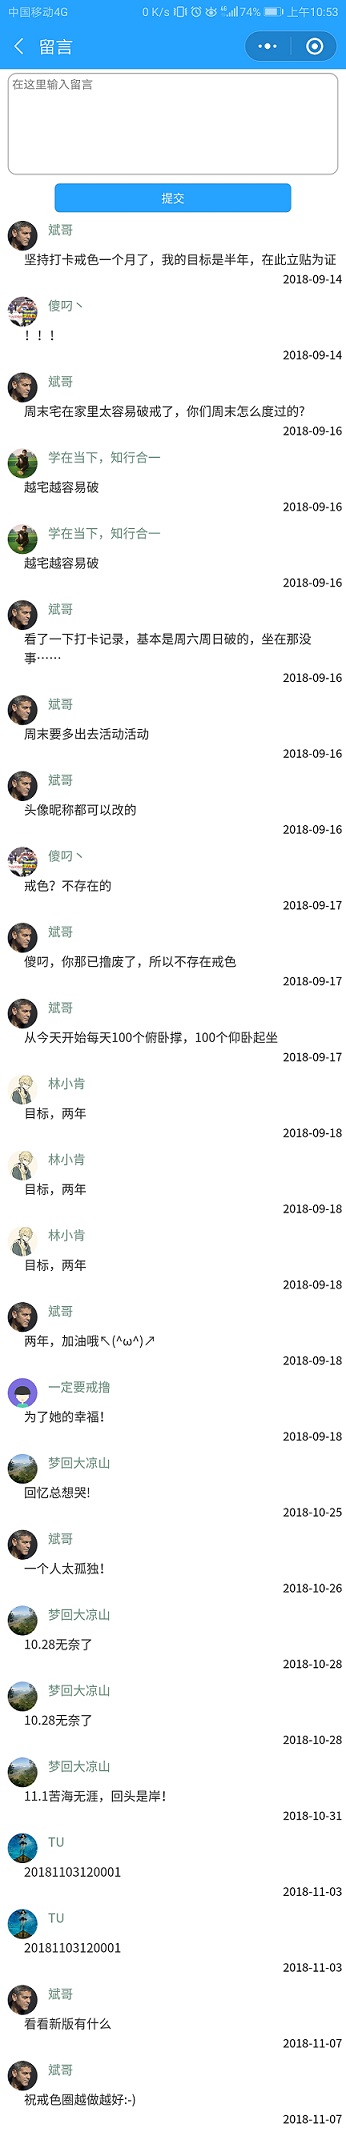 中国移动4G 0 K/s 74% 上午10:53
留言
在这里输入留言
提交
斌哥
坚持打卡戒色一个月了，我的目标是半年，在此立贴为证
2018-09-14
傻叼丶
！！！
2018-09-14
斌哥
周末宅在家里太容易破戒了，你们周末怎么度过的？
2018-09-16
学在当下，知行合一
越宅越容易破
2018-09-16
学在当下，知行合一
越宅越容易破
2018-09-16
斌哥
看了一下打卡记录，基本是周六周日破的，坐在那没
事……
2018-09-16
斌哥
周末要多出去活动活动
2018-09-16
斌哥
头像昵称都可以改的
2018-09-16
傻叼丶
戒色？不存在的
2018-09-17
斌哥
傻叼，你那已撸废了，所以不存在戒色
2018-09-17
斌哥
从今天开始每天100个俯卧撑，100个仰卧起坐
2018-09-17
林小肯
目标，两年
2018-09-18
林小肯
目标，两年
2018-09-18
林小肯
目标，两年
2018-09-18
斌哥
两年，加油哦↖(^ω^)↗
2018-09-18
一定要戒撸
为了她的幸福！
2018-09-18
梦回大凉山
回忆总想哭！
2018-10-25
斌哥
一个人太孤独！
2018-10-26
梦回大凉山
10.28无奈了
2018-10-28
梦回大凉山
10.28无奈了
2018-10-28
梦回大凉山
11.1苦海无涯，回头是岸！
2018-10-31
TU
20181103120001
2018-11-03
TU
20181103120001
2018-11-03
斌哥
看看新版有什么
2018-11-07
斌哥
祝戒色圈越做越好:-)
2018-11-07